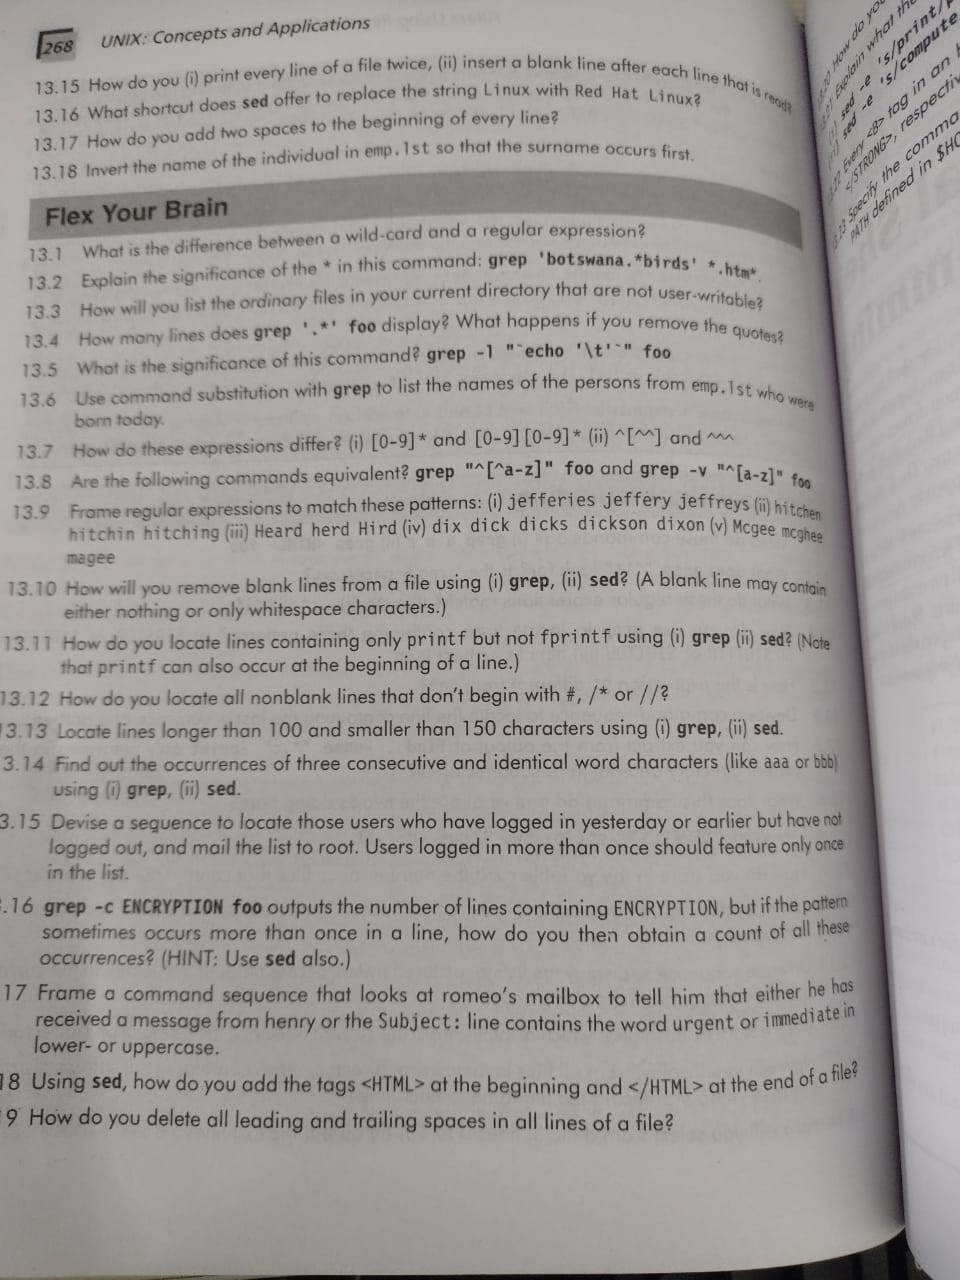 268 UNIX: Concepts and Applications
13.15 How do you (i) print every line of a file twice, (ii) insert a blank line after each line that is read?
13.16 What shortcut does sed offer to replace the string Linux with Red Hat Linux?
13.17 How do you add two spaces to the beginning of every line?
13.18 Invert the name of the individual in emp.lst so that the surname occurs first.
Flex Your Brain
13.1 What is the difference between a wild-card and a regular expression?
13.2 Explain the significance of the * in this command: grep 'botswana.*birds' *.htm*.
13.3 How will you list the ordinary files in your current directory that are not user-writable?
13.4 How many lines does grep '.*' foo display? What happens if you remove the quotes?
13.5 What is the significance of this command? grep -l "`echo '\t'`" foo
13.6 Use command substitution with grep to list the names of the persons from emp.lst who were
born today.
13.7 How do these expressions differ? (i) [0-9]* and [0-9][0-9]* (ii) ^[^^] and ^^^
13.8 Are the following commands equivalent? grep "^[^a-z]" foo and grep -v "^[a-z]" foo
13.9 Frame regular expressions to match these patterns: (i) jefferies jeffery jeffreys (ii) hitchen
hitchin hitching (iii) Heard herd Hird (iv) dix dick dicks dickson dixon (v) Mcgee mcghee
magee
13.10 How will you remove blank lines from a file using (i) grep, (ii) sed? (A blank line may contain
either nothing or only whitespace characters.)
13.11 How do you locate lines containing only printf but not fprintf using (i) grep (ii) sed? (Note
that printf can also occur at the beginning of a line.)
13.12 How do you locate all nonblank lines that don't begin with #, /* or //?
13.13 Locate lines longer than 100 and smaller than 150 characters using (i) grep, (ii) sed.
3.14 Find out the occurrences of three consecutive and identical word characters (like aaa or bbb)
using (i) grep, (ii) sed.
3.15 Devise a sequence to locate those users who have logged in yesterday or earlier but have not
logged out, and mail the list to root. Users logged in more than once should feature only once
in the list.
.16 grep -c ENCRYPTION foo outputs the number of lines containing ENCRYPTION, but if the pattern
sometimes occurs more than once in a line, how do you then obtain a count of all these
occurrences? (HINT: Use sed also.)
17 Frame a command sequence that looks at romeo's mailbox to tell him that either he has
received a message from henry or the Subject: line contains the word urgent or immediate in
lower- or uppercase.
18 Using sed, how do you add the tags <HTML> at the beginning and </HTML> at the end of a file?
19 How do you delete all leading and trailing spaces in all lines of a file?
How do you
Explain what the
sed -e 's/print/
sed -e 's/compute
Every <B> tag in an
</STRONG>, respectiv
13.23 Specify the comma
PATH defined in $HO